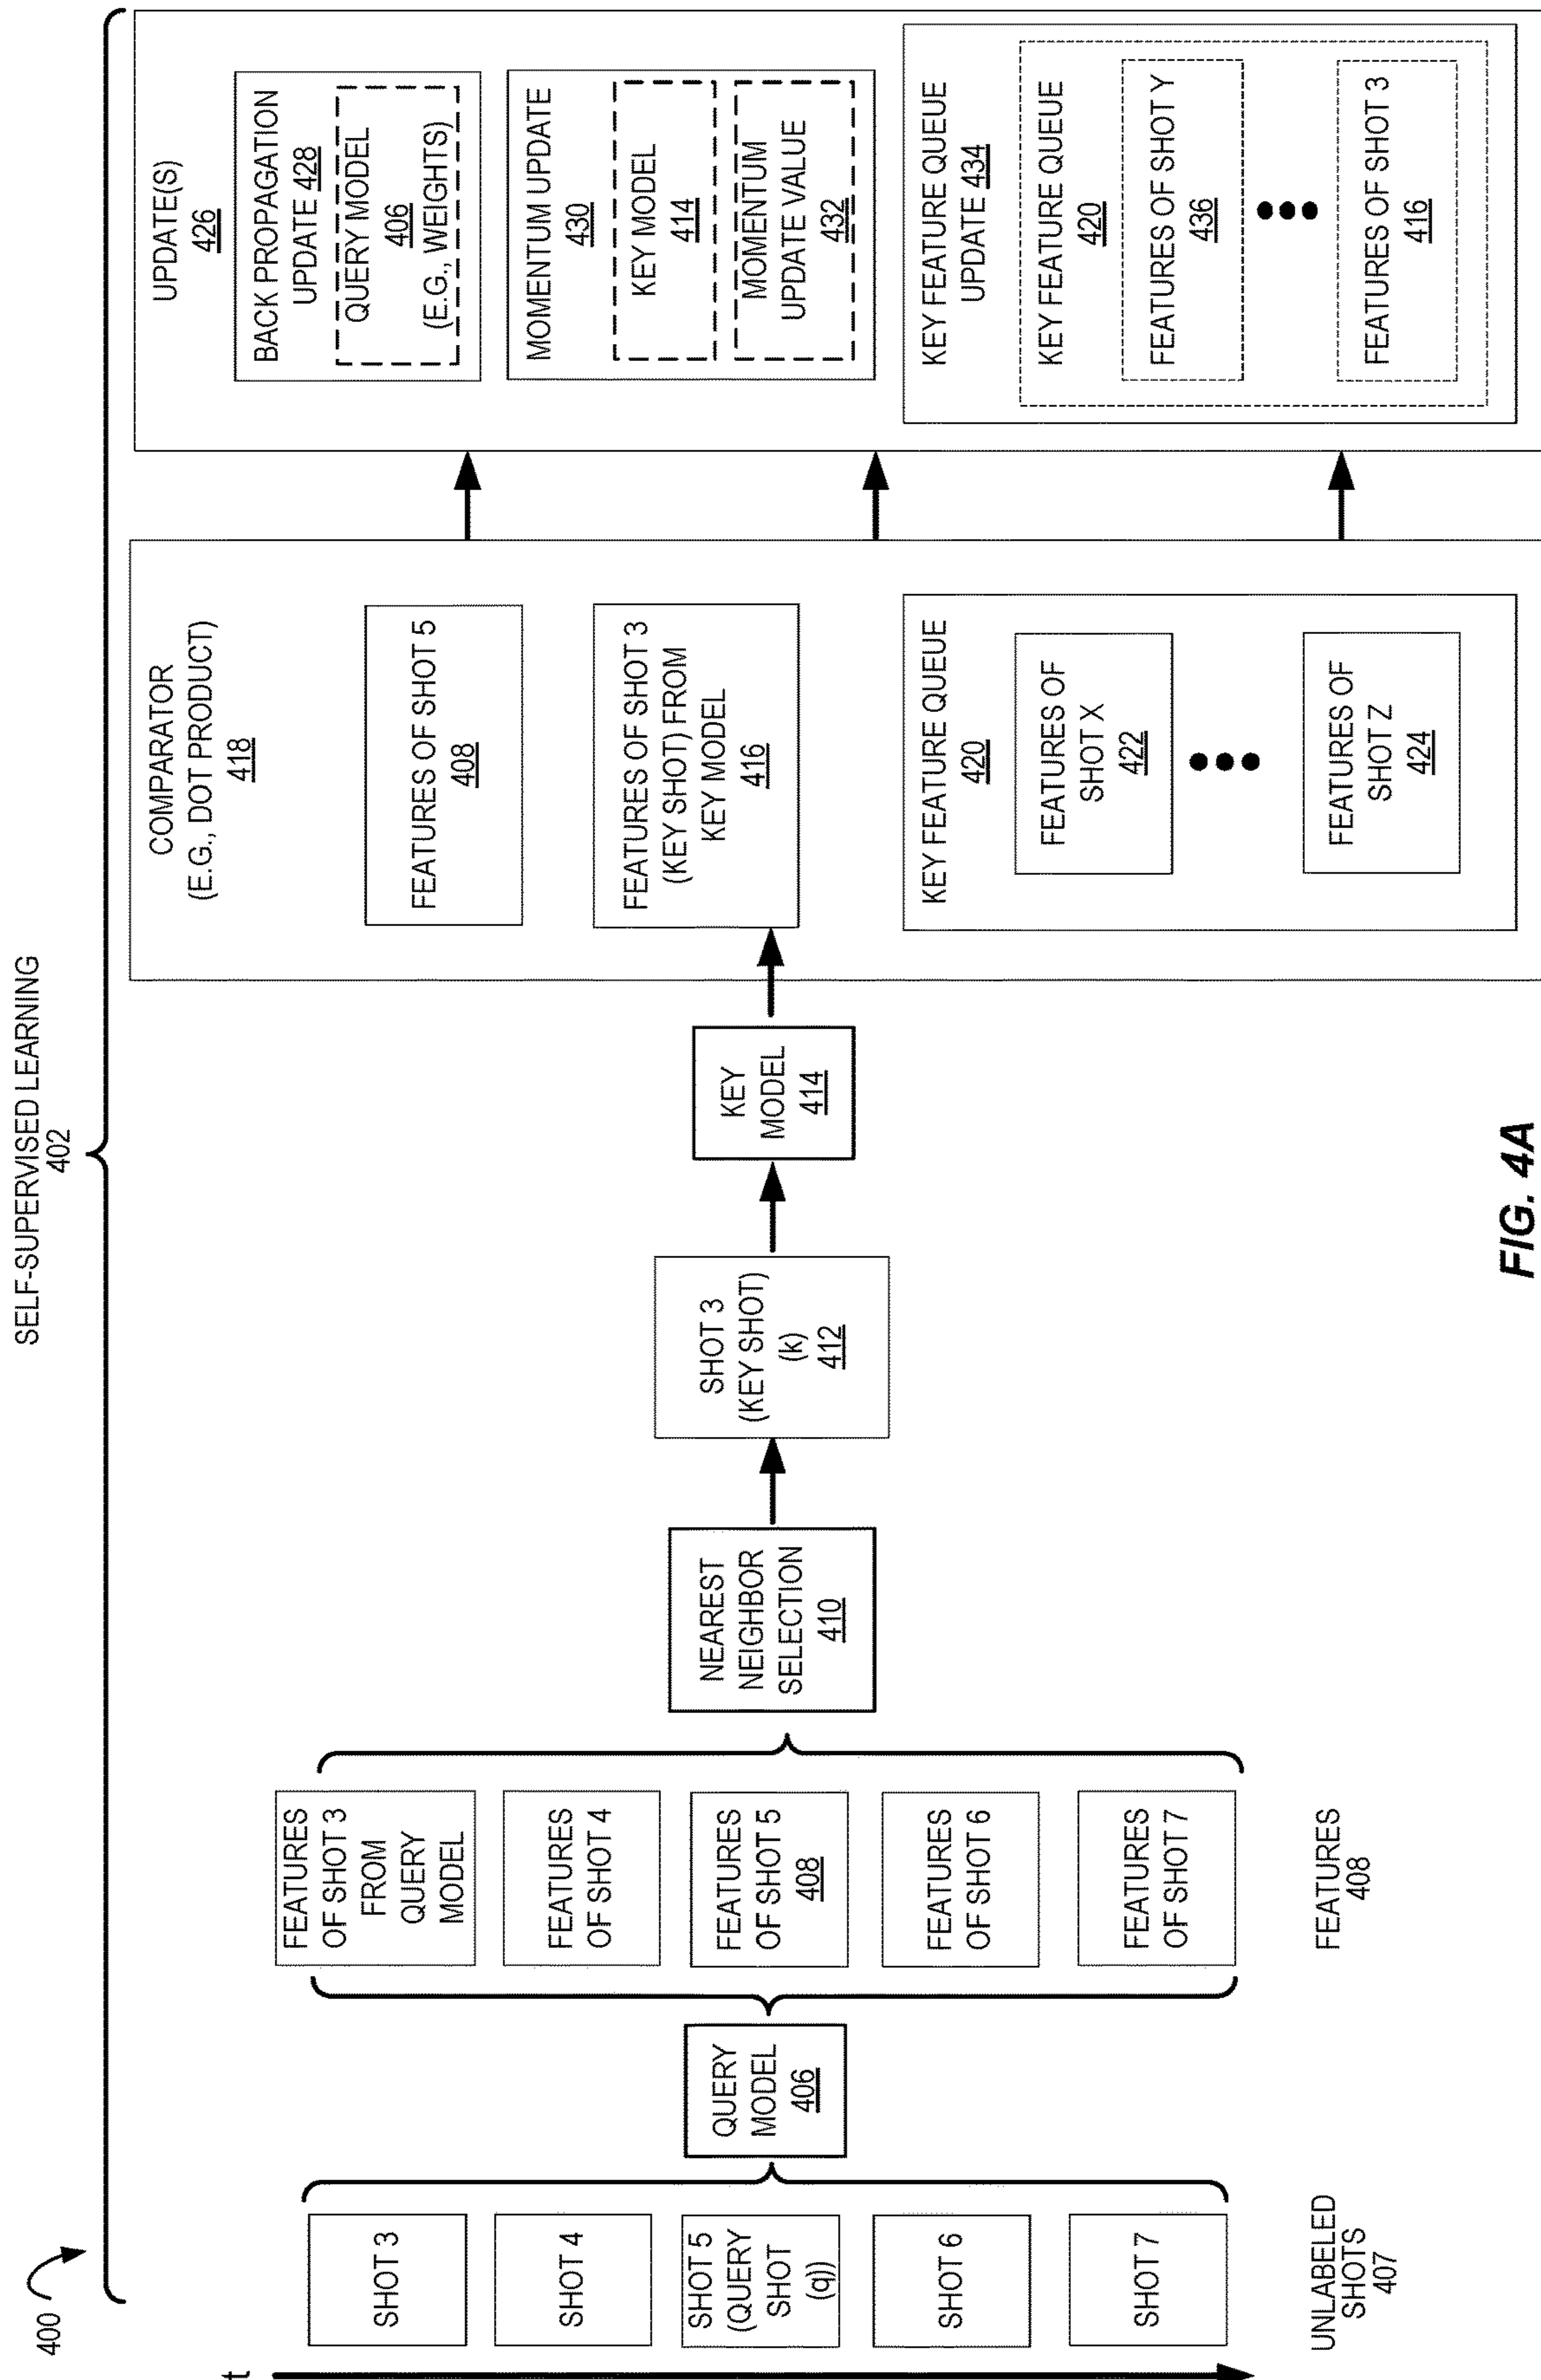 400
SELF-SUPERVISED LEARNING
402
t
SHOT 3
SHOT 4
SHOT 5
(QUERY
SHOT
(q))
SHOT 6
SHOT 7
UNLABELED
SHOTS
407
QUERY
MODEL
406
FEATURES
OF SHOT 3
FROM
QUERY
MODEL
FEATURES
OF SHOT 4
FEATURES
OF SHOT 5
408
FEATURES
OF SHOT 6
FEATURES
OF SHOT 7
FEATURES
408
NEAREST
NEIGHBOR
SELECTION
410
SHOT 3
(KEY SHOT)
(k)
412
KEY
MODEL
414
COMPARATOR
(E.G., DOT PRODUCT)
418
FEATURES OF SHOT 5
408
FEATURES OF SHOT 3
(KEY SHOT) FROM
KEY MODEL
416
KEY FEATURE QUEUE
420
FEATURES OF
SHOT X
422
FEATURES OF
SHOT Z
424
UPDATE(S)
426
BACK PROPAGATION
UPDATE 428
QUERY MODEL
406
(E.G., WEIGHTS)
MOMENTUM UPDATE
430
KEY MODEL
414
MOMENTUM
UPDATE VALUE
432
KEY FEATURE QUEUE
UPDATE 434
KEY FEATURE QUEUE
420
FEATURES OF SHOT Y
436
FEATURES OF SHOT 3
416
FIG. 4A